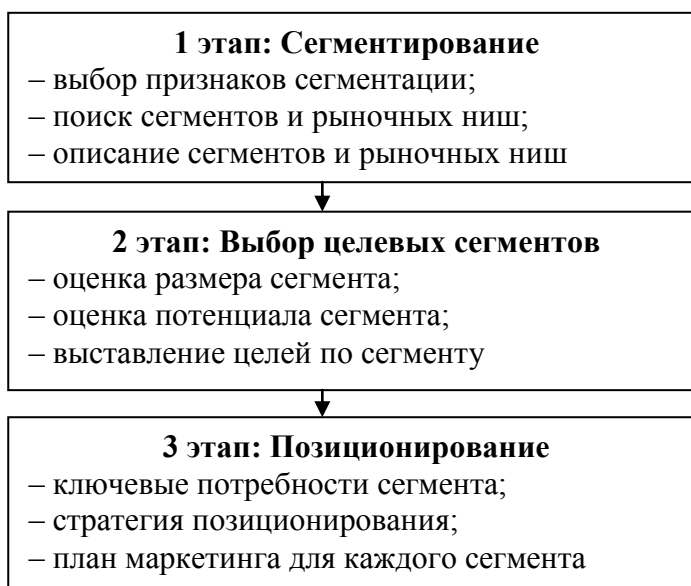 1 этап: Сегментирование
– выбор признаков сегментации;
– поиск сегментов и рыночных ниш;
– описание сегментов и рыночных ниш
2 этап: Выбор целевых сегментов
– оценка размера сегмента;
– оценка потенциала сегмента;
– выставление целей по сегменту
3 этап: Позиционирование
– ключевые потребности сегмента;
– стратегия позиционирования;
– план маркетинга для каждого сегмента